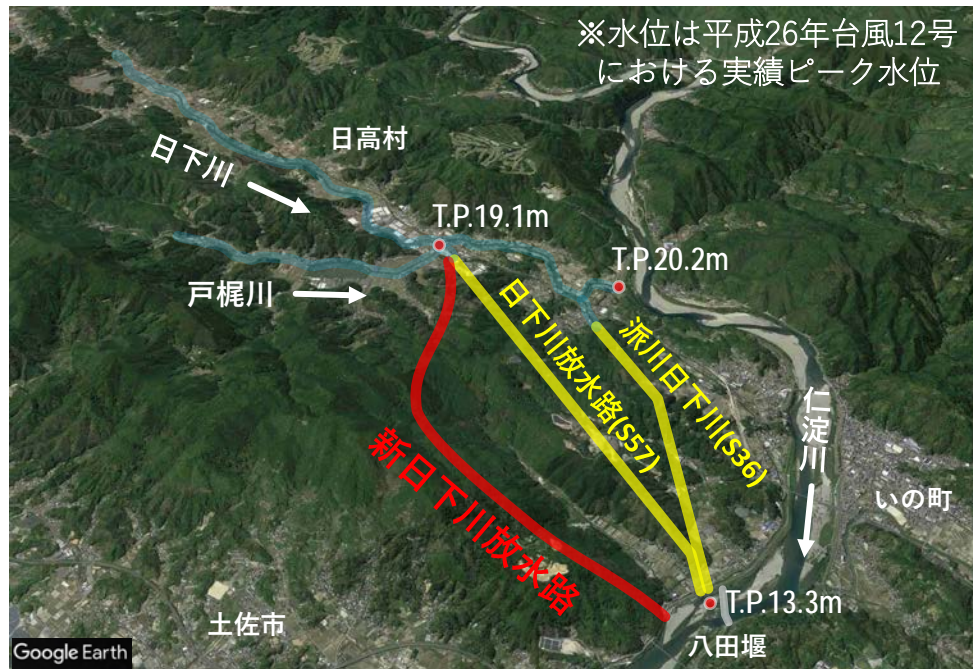 ※水位は平成26年台風12号
における実績ピーク水位
日高村
日下川
T.P.19.1m
T.P.20.2m
戸梶川
日下川放水路(S57)
派川日下川(S36)
仁淀川
新日下川放水路
いの町
T.P.13.3m
土佐市
八田堰
Google Earth